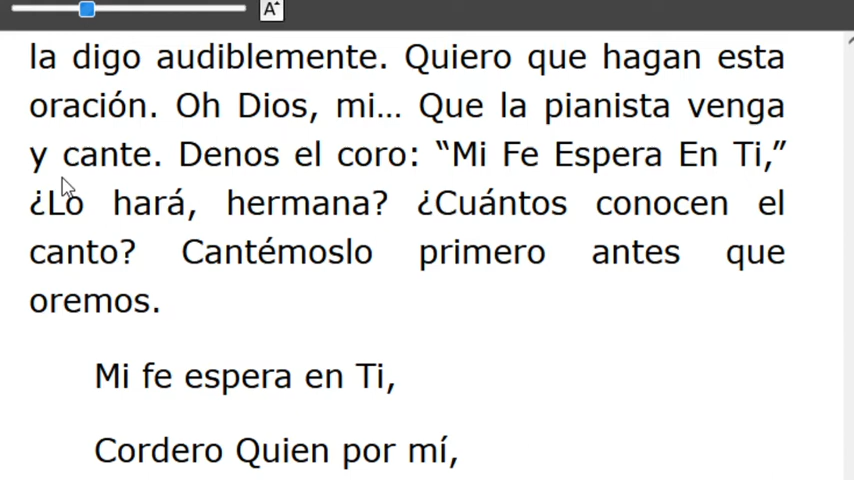 A
la digo audiblemente. Quiero que hagan esta
oración. Oh Dios, mi... Que la pianista venga
y cante. Denos el coro: “Mi Fe Espera En Ti,”
¿Lo hará, hermana? ¿Cuántos conocen el
canto? Cantémoslo primero antes que
oremos.
Mi fe espera en Ti,
Cordero Quien por mí,